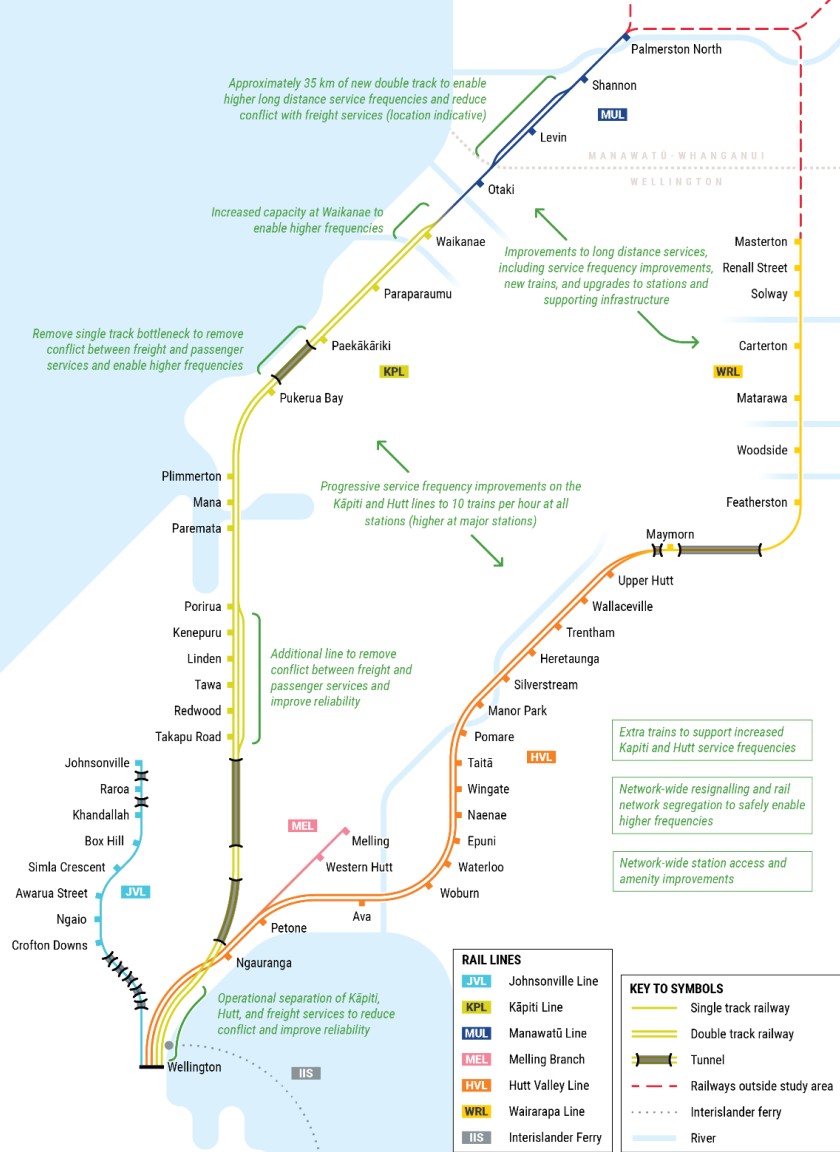 Palmerston North
Approximately 35 km of new double track to enable
higher long distance service frequencies and reduce
conflict with freight services (location indicative)
Shannon
MUL
Levin
MANAWATŪ-WHANGANUI
WELLINGTON
Otaki
Increased capacity at Waikanae to
enable higher frequencies
Waikanae
Improvements to long distance services,
including service frequency improvements,
new trains, and upgrades to stations and
supporting infrastructure
Masterton
Renall Street
Solway
Paraparaumu
Remove single track bottleneck to remove
conflict between freight and passenger
services and enable higher frequencies
Paekākāriki
Carterton
KPL
WRL
Pukerua Bay
Matarawa
Woodside
Plimmerton
Mana
Paremata
Progressive service frequency improvements on the
Kāpiti and Hutt lines to 10 trains per hour at all
stations (higher at major stations)
Featherston
Maymorn
Upper Hutt
Wallaceville
Trentham
Heretaunga
Silverstream
Manor Park
Pomare
Porirua
Kenepuru
Linden
Tawa
Redwood
Takapu Road
Additional line to remove
conflict between freight and
passenger services and
improve reliability
Extra trains to support increased
Kapiti and Hutt service frequencies
HVL
Taitā
Wingate
Naenae
Epuni
Waterloo
Woburn
Network-wide resignalling and rail
network segregation to safely enable
higher frequencies
Network-wide station access and
amenity improvements
Johnsonville
Raroa
Khandallah
Box Hill
Simla Crescent
Awarua Street
JVL
Ngaio
Crofton Downs
MEL
Melling
Western Hutt
Ava
Petone
Ngauranga
Operational separation of Kāpiti,
Hutt, and freight services to reduce
conflict and improve reliability
Wellington
IIS
RAIL LINES
JVL Johnsonville Line
KPL Kāpiti Line
MUL Manawatū Line
MEL Melling Branch
HVL Hutt Valley Line
WRL Wairarapa Line
IIS Interislander Ferry
KEY TO SYMBOLS
Single track railway
Double track railway
Tunnel
Railways outside study area
Interislander ferry
River